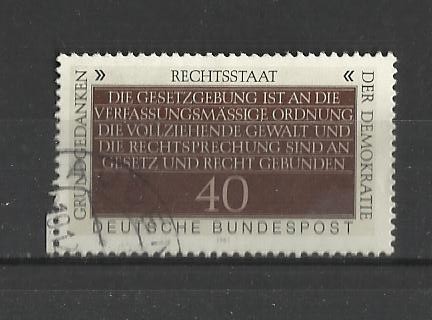 » RECHTSSTAAT «
GRUNDGEDANKEN
DER DEMOKRATIE
DIE GESETZGEBUNG IST AN DIE
VERFASSUNGSMÄSSIGE ORDNUNG
DIE VOLLZIEHENDE GEWALT UND
DIE RECHTSPRECHUNG SIND AN
GESETZ UND RECHT GEBUNDEN
40
DEUTSCHE BUNDESPOST
1981